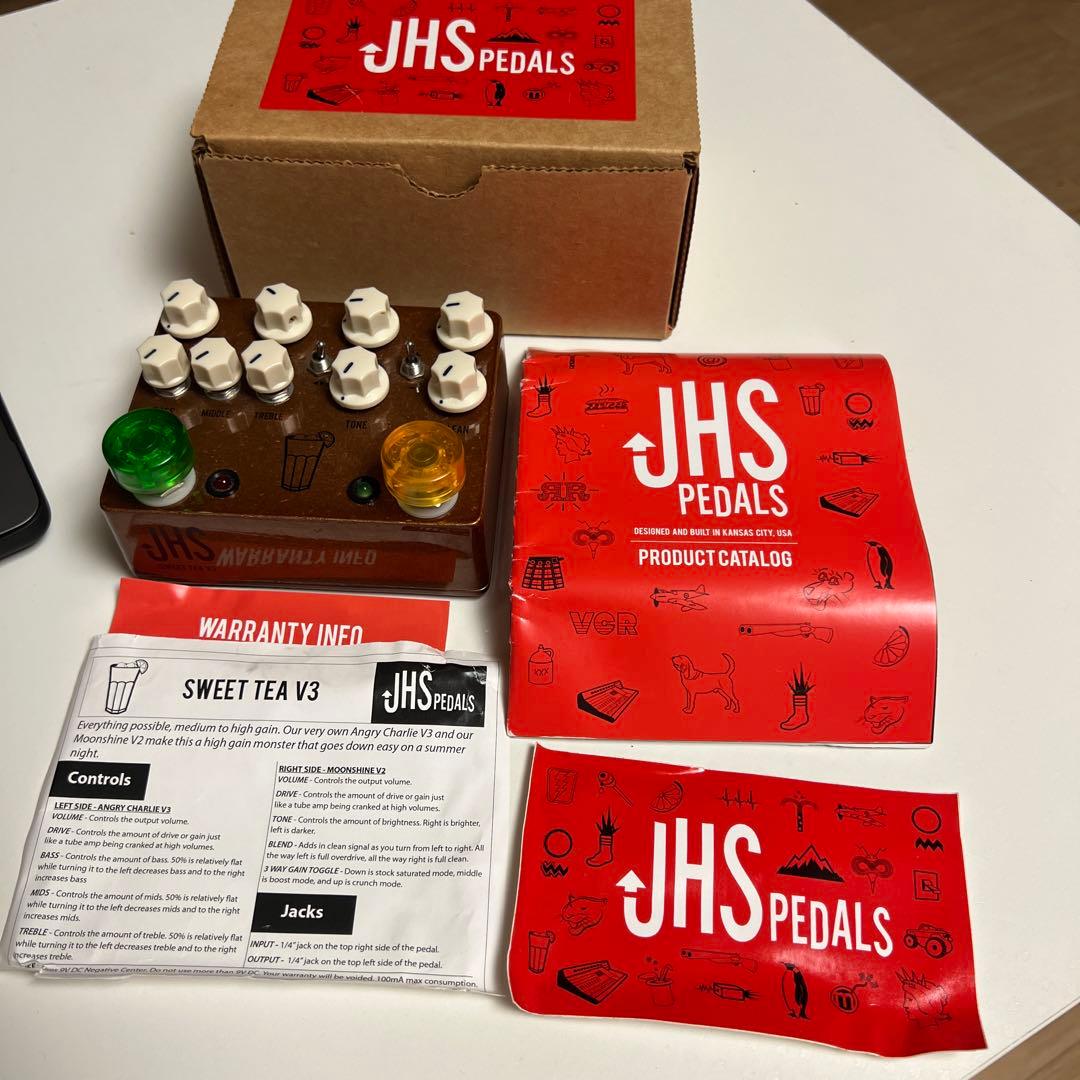 JHS PEDALS
MIDDLE
TREBLE
TONE
JHS
SWEET TEA V3
WARRANTY INFO
WARRANTY INFO
JHS
PEDALS
DESIGNED AND BUILT IN KANSAS CITY, USA
PRODUCT CATALOG
VCR
XXX
SWEET TEA V3
JHS PEDALS
Everything possible, medium to high gain. Our very own Angry Charlie V3 and our
Moonshine V2 make this a high gain monster that goes down easy on a summer
night.
Controls
LEFT SIDE - ANGRY CHARLIE V3
VOLUME - Controls the output volume.
DRIVE - Controls the amount of drive or gain just
like a tube amp being cranked at high volumes.
BASS - Controls the amount of bass. 50% is relatively flat
while turning it to the left decreases bass and to the right
increases bass
MIDS - Controls the amount of mids. 50% is relatively flat
while turning it to the left decreases mids and to the right
increases mids.
TREBLE - Controls the amount of treble. 50% is relatively flat
while turning it to the left decreases treble and to the right
increases treble.
RIGHT SIDE - MOONSHINE V2
VOLUME - Controls the output volume.
DRIVE - Controls the amount of drive or gain just
like a tube amp being cranked at high volumes.
TONE - Controls the amount of brightness. Right is brighter,
left is darker.
BLEND - Adds in clean signal as you turn from left to right. All
the way left is full overdrive, all the way right is full clean.
3 WAY GAIN TOGGLE - Down is stock saturated mode, middle
is boost mode, and up is crunch mode.
Jacks
INPUT - 1/4" jack on the top right side of the pedal.
OUTPUT - 1/4" jack on the top left side of the pedal.
9V DC Negative Center. Do not use more than 9V DC. Your warranty will be voided. 100mA max consumption.
JHS PEDALS